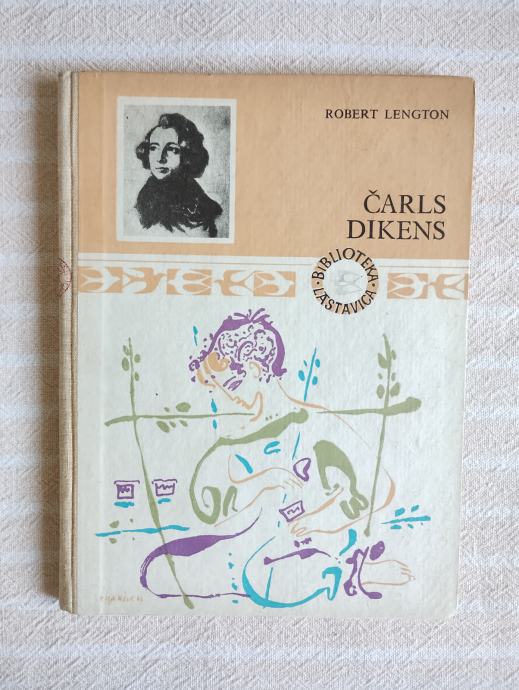 ROBERT LENGTON
ČARLS
DIKENS
BIBLIOTEKA
LASTAVICA